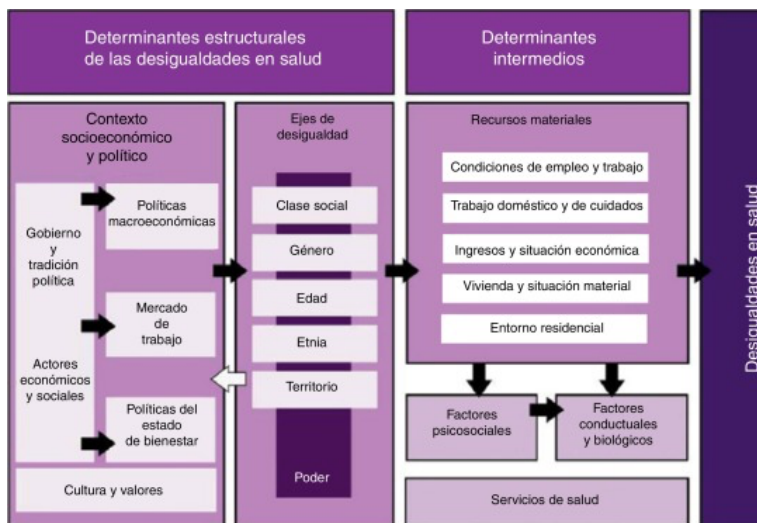 Determinantes estructurales
de las desigualdades en salud
Determinantes
intermedios
Contexto
socioeconómico
y político
Gobierno
y
tradición
política
Actores
económicos
y sociales
Políticas
macroeconómicas
Mercado
de
trabajo
Políticas del
estado
de bienestar
Cultura y valores
Ejes de
desigualdad
Clase social
Género
Edad
Etnia
Territorio
Poder
Recursos materiales
Condiciones de empleo y trabajo
Trabajo doméstico y de cuidados
Ingresos y situación económica
Vivienda y situación material
Entorno residencial
Factores
psicosociales
Factores
conductuales
y biológicos
Servicios de salud
Desigualdades en salud